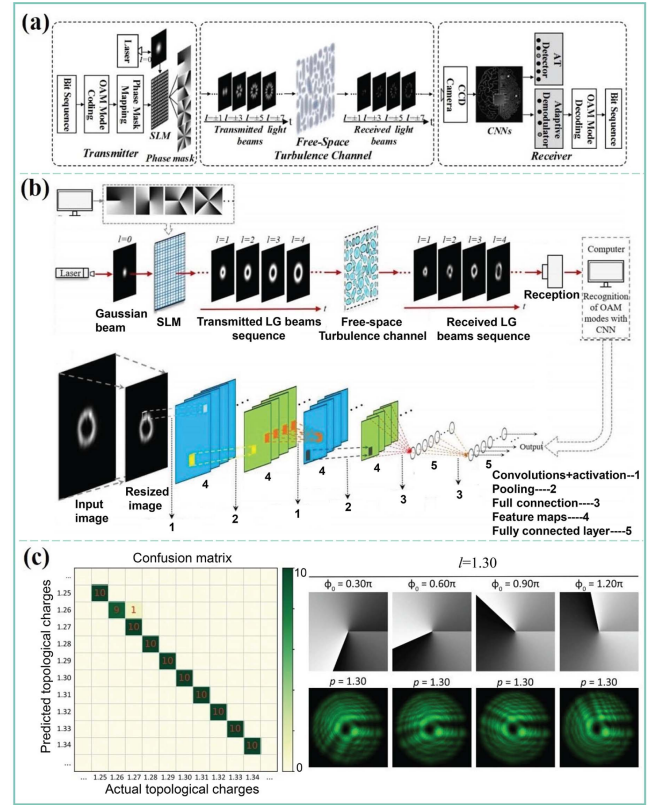 (a)
Laser
l=0
Bit Sequence
OAM Mode
Coding
Phase Mask
Mapping
SLM
Phase mask
Transmitter
l=1 l=3 l=5 l=7
t
Transmitted light
beams
Free-Space
Turbulence Channel
l=1 l=3 l=5 l=7
t
Received light
beams
CCD
Camera
CNNs
AT
Detector
Adaptive
Demodulator
OAM Mode
Decoding
Bit Sequence
Receiver
(b)
Laser
l=0
Gaussian
beam
SLM
l=1 l=2 l=3 l=4
t
Transmitted LG beams
sequence
Free-space
Turbulence channel
l=1 l=2 l=3 l=4
t
Received LG
beams sequence
Reception
Computer
Recognition
of OAM
modes with
CNN
Input
image
Resized
image
1
4
2
4
1
4
2
4
3
5
3
5
Output
Convolutions+activation--1
Pooling----2
Full connection---3
Feature maps----4
Fully connected layer---5
(c)
Confusion matrix
Predicted topological charges
...
1.25 10
1.26 9 1
1.27 10
1.28 10
1.29 10
1.30 10
1.31 10
1.32 10
1.33 10
1.34 10
...
... 1.25 1.26 1.27 1.28 1.29 1.30 1.31 1.32 1.33 1.34 ...
Actual topological charges
10
0
l=1.30
ϕ₀ = 0.30π ϕ₀ = 0.60π ϕ₀ = 0.90π ϕ₀ = 1.20π
p = 1.30 p = 1.30 p = 1.30 p = 1.30